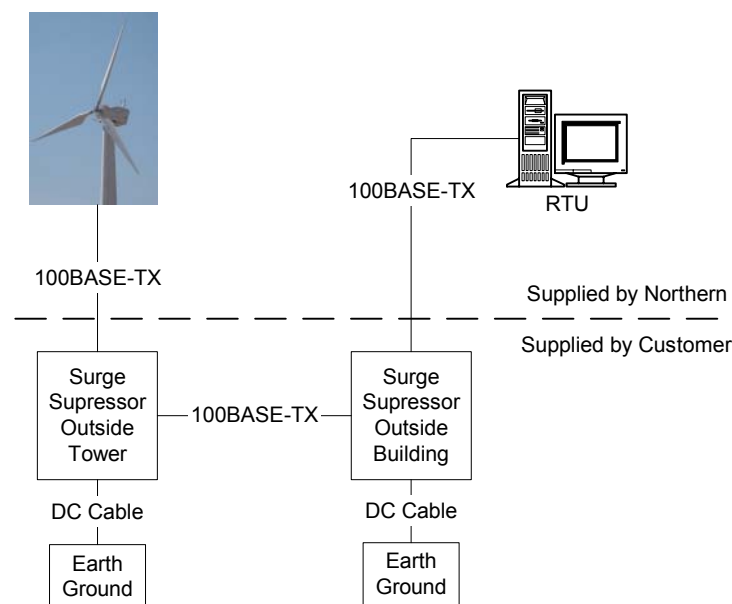 100BASE-TX
RTU
100BASE-TX
Supplied by Northern
Supplied by Customer
Surge
Supressor
Outside
Tower
100BASE-TX
Surge
Supressor
Outside
Building
DC Cable
DC Cable
Earth
Ground
Earth
Ground